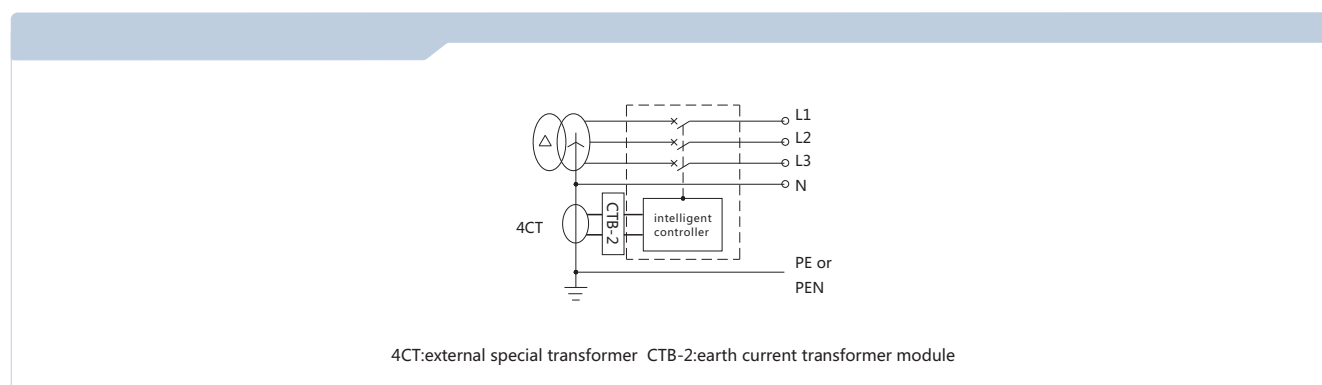 L1
L2
L3
N
4CT
CTB-2
intelligent
controller
PE or
PEN
4CT:external special transformer CTB-2:earth current transformer module